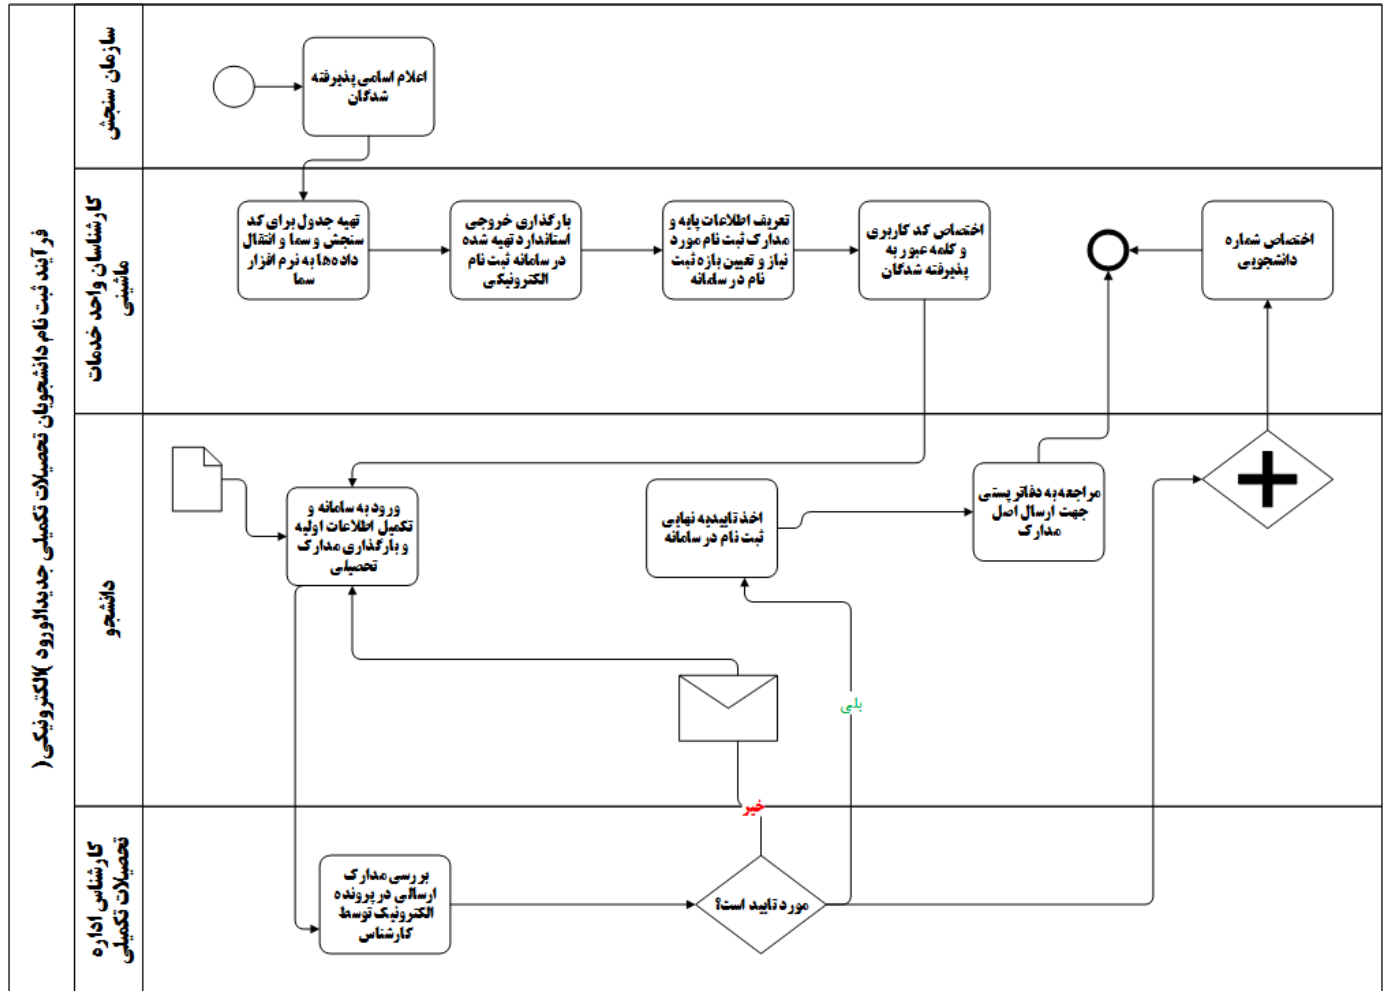 فرآیند ثبت نام دانشجویان تحصیلات تکمیلی جدیدالورود )الکترونیکی(
سازمان سنجش
اعلام اسامی پذیرفته
شدگان
کارشناسان واحد خدمات
ماشینی
تهیه جدول برای کد
سنجش و سما و انتقال
داده‌ها به نرم افزار
سما
بارگذاری خروجی
استاندارد تهیه شده
در سامانه ثبت نام
الکترونیکی
تعریف اطلاعات پایه و
مدارک ثبت نام مورد
نیاز و تعیین بازه ثبت
نام در سامانه
اختصاص کد کاربری
و کلمه عبور به
پذیرفته شدگان
اختصاص شماره
دانشجویی
دانشجو
ورود به سامانه و
تکمیل اطلاعات اولیه
و بارگذاری مدارک
تحصیلی
اخذ تاییدیه نهایی
ثبت نام در سامانه
مراجعه به دفاتر پستی
جهت ارسال اصل
مدارک
بلی
خیر
کارشناس اداره
تحصیلات تکمیلی
بررسی مدارک
ارسالی در پرونده
الکترونیک توسط
کارشناس
مورد تایید است؟